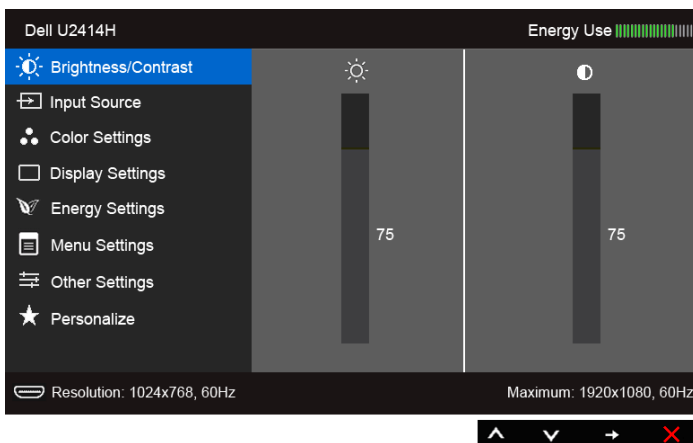 Dell U2414H
Energy Use
Brightness/Contrast
Input Source
Color Settings
Display Settings
Energy Settings
Menu Settings
Other Settings
Personalize
75
75
Resolution: 1024x768, 60Hz
Maximum: 1920x1080, 60Hz